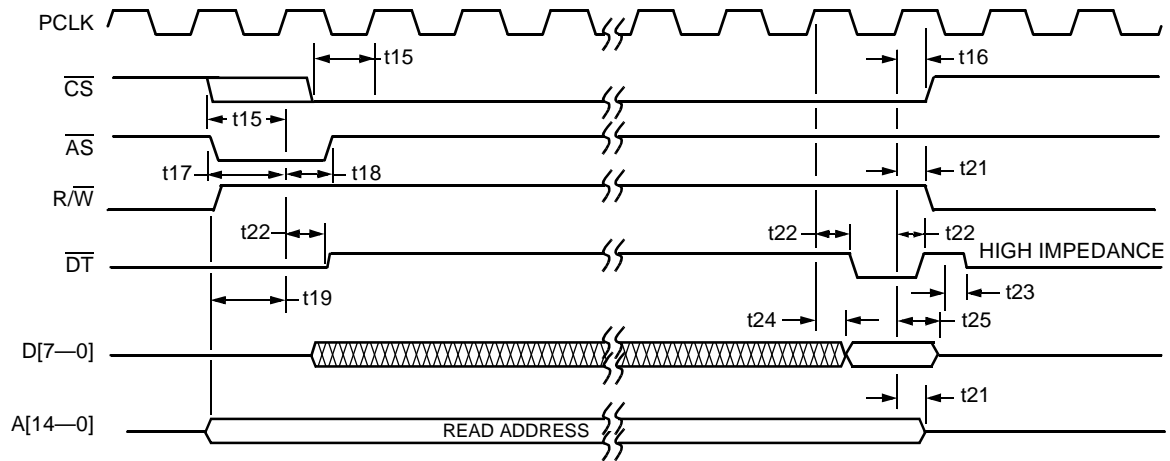 PCLK
t15
t16
CS
t15
AS
t17
t18
t21
R/W
t22
t22
t22
DT
HIGH IMPEDANCE
t19
t23
t24
t25
D[7—0]
t21
A[14—0]
READ ADDRESS